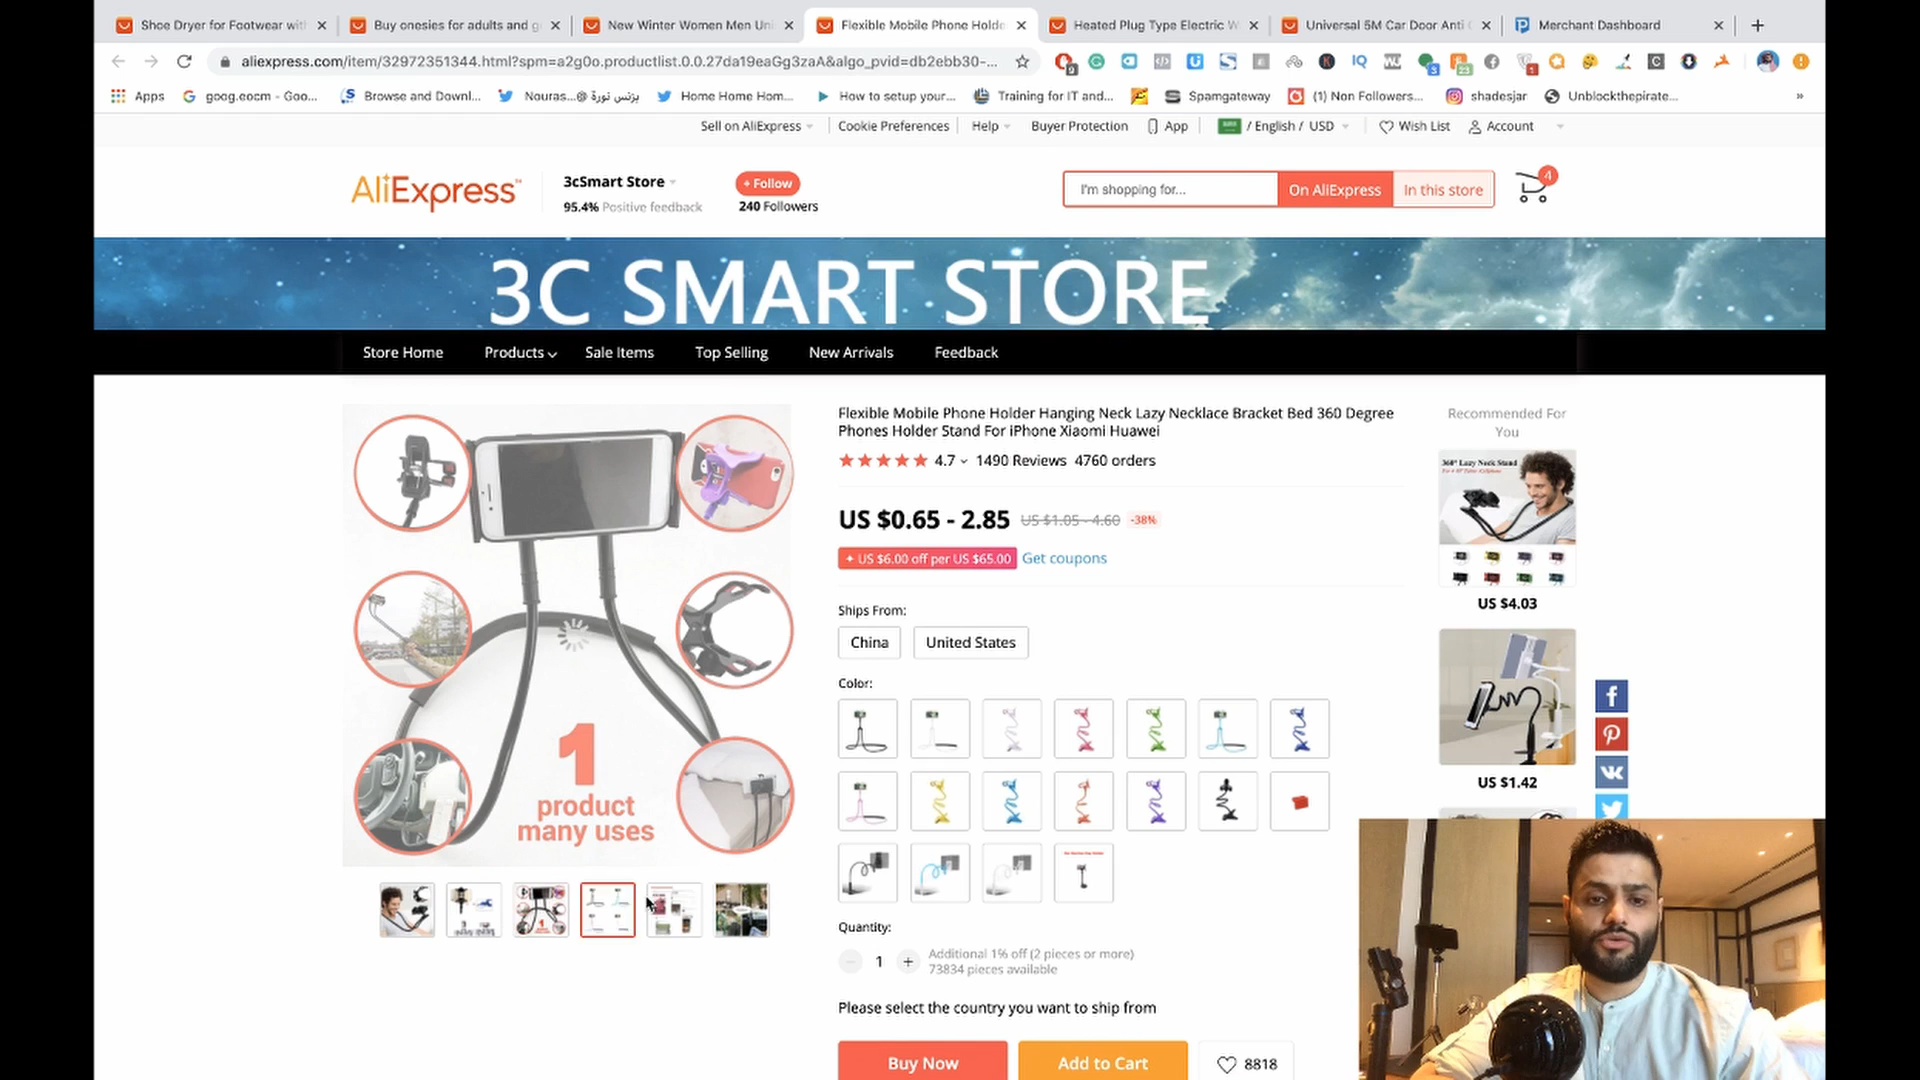 Shoe Dryer for Footwear with
Buy onesies for adults and g
New Winter Women Men Uni
Flexible Mobile Phone Holde
Heated Plug Type Electric W
Universal 5M Car Door Anti C
Merchant Dashboard
aliexpress.com/item/32972351344.html?spm=a2g0o.productlist.0.0.27da19eaGg3zaA&algo_pvid=db2ebb30-...
Apps
goog.eocm - Goo...
Browse and Downl...
Nouras...@ بزنس نورة
Home Home Hom...
How to setup your...
Training for IT and...
Spamgateway
(1) Non Followers...
shadesjar
Unblockthepirate...
»
Sell on AliExpress
Cookie Preferences
Help
Buyer Protection
App
/ English / USD
Wish List
Account
AliExpress™
3cSmart Store
95.4% Positive feedback
+ Follow
240 Followers
I'm shopping for...
On AliExpress
In this store
4
3C SMART STORE
Store Home
Products
Sale Items
Top Selling
New Arrivals
Feedback
1
product
many uses
Flexible Mobile Phone Holder Hanging Neck Lazy Necklace Bracket Bed 360 Degree
Phones Holder Stand For iPhone Xiaomi Huawei
4.7
1490 Reviews
4760 orders
US $0.65 - 2.85
US $1.05 - 4.60
-38%
+ US $6.00 off per US $65.00
Get coupons
Ships From:
China
United States
Color:
Quantity:
1
Additional 1% off (2 pieces or more)
73834 pieces available
Please select the country you want to ship from
Buy Now
Add to Cart
8818
Recommended For
You
360° Lazy Neck Stand
US $4.03
US $1.42